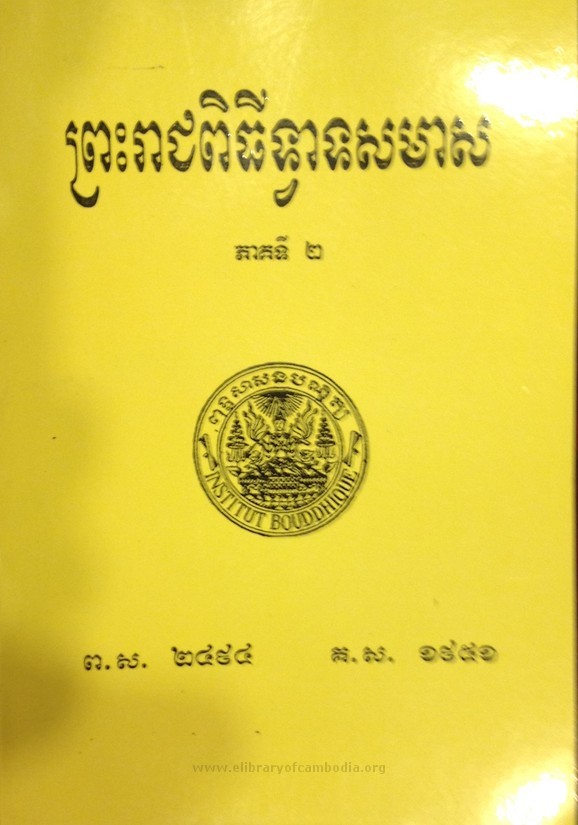 ព្រះរាជពិធីទ្វាទសមាស
ភាគទី ២
ពុទ្ធសាសនបណ្ឌិត្យ
INSTITUT BOUDDHIQUE
ព.ស. ២៤៩៤ គ.ស. ១៩៥១
www.elibraryofcambodia.org